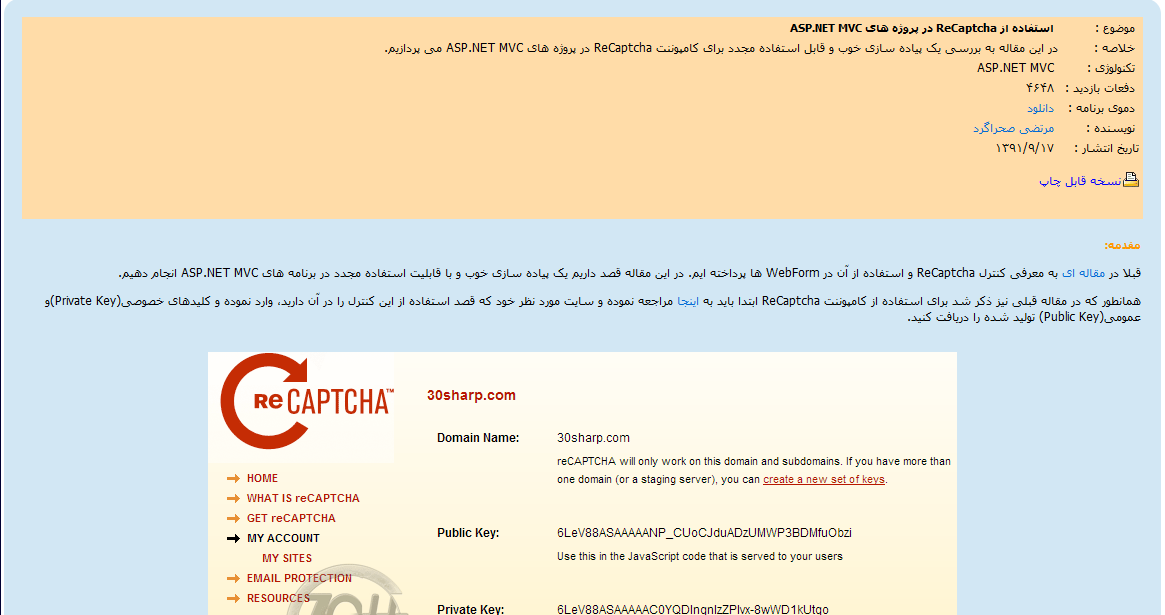 موضوع : استفاده از ReCaptcha در پروژه های ASP.NET MVC
خلاصه : در این مقاله به بررسی یک پیاده سازی خوب و قابل استفاده مجدد برای کامپوننت ReCaptcha در پروژه های ASP.NET MVC می پردازیم.
تکنولوژی : ASP.NET MVC
دفعات بازدید : ۴۶۴۸
دموی برنامه : دانلود
نویسنده : مرتضی صحراگرد
تاریخ انتشار : ۱۳۹۱/۹/۱۷
نسخه قابل چاپ
مقدمه:
قبلا در مقاله ای به معرفی کنترل ReCaptcha و استفاده از آن در WebForm ها پرداخته ایم. در این مقاله قصد داریم یک پیاده سازی خوب و با قابلیت استفاده مجدد در برنامه های ASP.NET MVC انجام دهیم.
همانطور که در مقاله قبلی نیز ذکر شد برای استفاده از کامپوننت ReCaptcha ابتدا باید به اینجا مراجعه نموده و سایت مورد نظر خود که قصد استفاده از این کنترل را در آن دارید، وارد نموده و کلیدهای خصوصی(Private Key)و
عمومی(Public Key) تولید شده را دریافت کنید.
ReCAPTCHA™
30sharp.com
Domain Name: 30sharp.com
reCAPTCHA will only work on this domain and subdomains. If you have more than
one domain (or a staging server), you can create a new set of keys.
HOME
WHAT IS reCAPTCHA
GET reCAPTCHA
MY ACCOUNT
MY SITES
EMAIL PROTECTION
RESOURCES
Public Key: 6LeV88ASAAAAANP_CUoCJduADzUMWP3BDMfuObzi
Use this in the JavaScript code that is served to your users
Private Key: